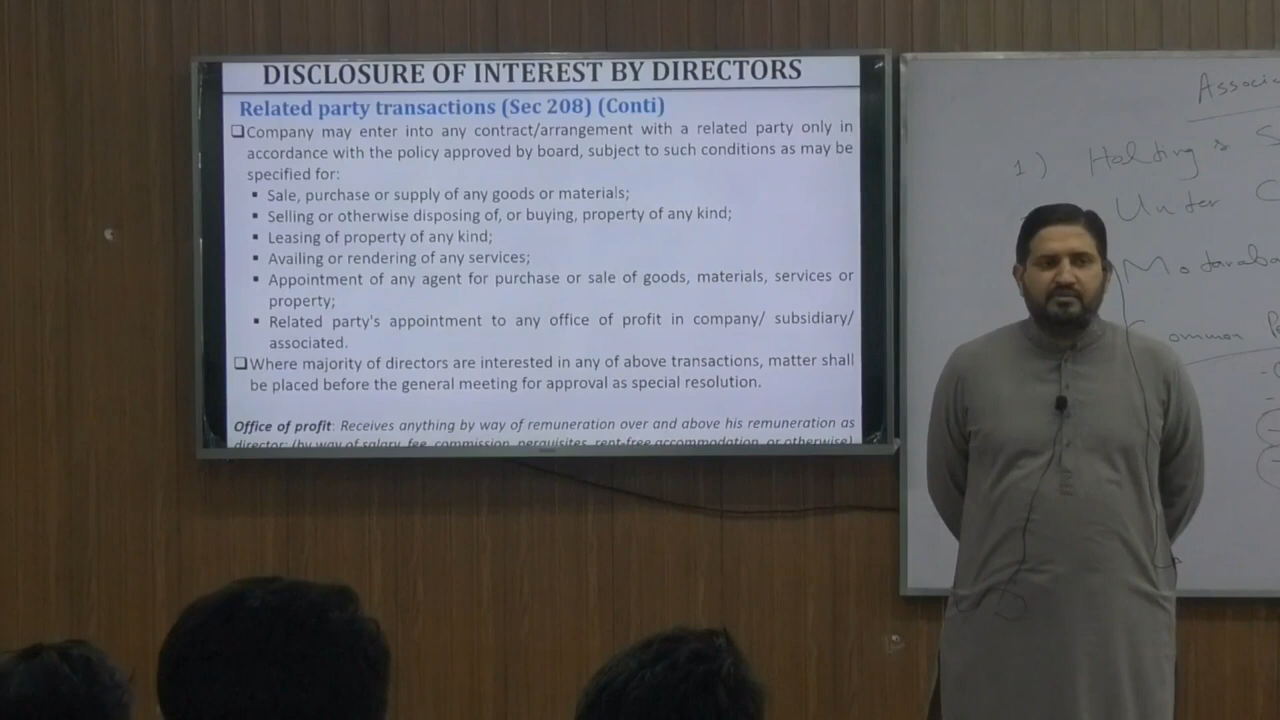 DISCLOSURE OF INTEREST BY DIRECTORS
Related party transactions (Sec 208) (Conti)
❑Company may enter into any contract/arrangement with a related party only in
accordance with the policy approved by board, subject to such conditions as may be
specified for:
▪ Sale, purchase or supply of any goods or materials;
▪ Selling or otherwise disposing of, or buying, property of any kind;
▪ Leasing of property of any kind;
▪ Availing or rendering of any services;
▪ Appointment of any agent for purchase or sale of goods, materials, services or
property;
▪ Related party's appointment to any office of profit in company/ subsidiary/
associated.
❑Where majority of directors are interested in any of above transactions, matter shall
be placed before the general meeting for approval as special resolution.
Office of profit: Receives anything by way of remuneration over and above his remuneration as
director; (by way of salary, fee, commission, perquisites, rent-free accommodation, or otherwise)
Associ
1) Holding & S
Under C
Modaraba
Common